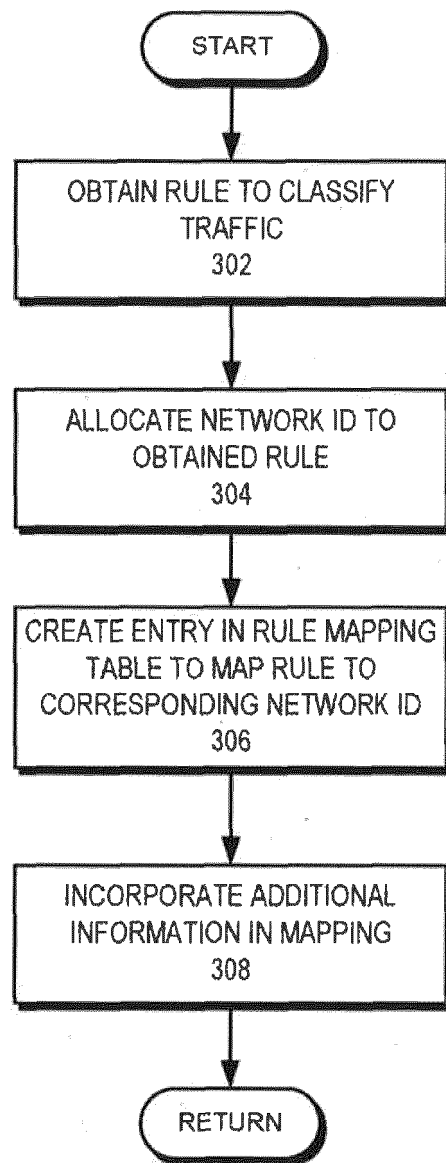 START
OBTAIN RULE TO CLASSIFY
TRAFFIC
302
ALLOCATE NETWORK ID TO
OBTAINED RULE
304
CREATE ENTRY IN RULE MAPPING
TABLE TO MAP RULE TO
CORRESPONDING NETWORK ID
306
INCORPORATE ADDITIONAL
INFORMATION IN MAPPING
308
RETURN